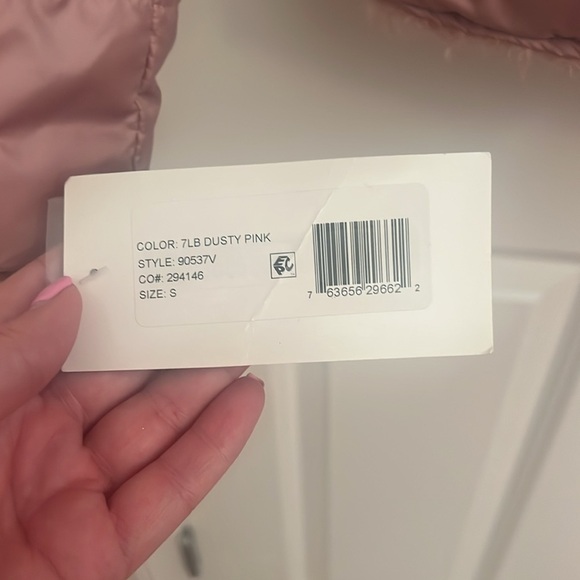 COLOR: 7LB DUSTY PINK
STYLE: 90537V
CO#: 294146
SIZE: S
7 63656 29662 2